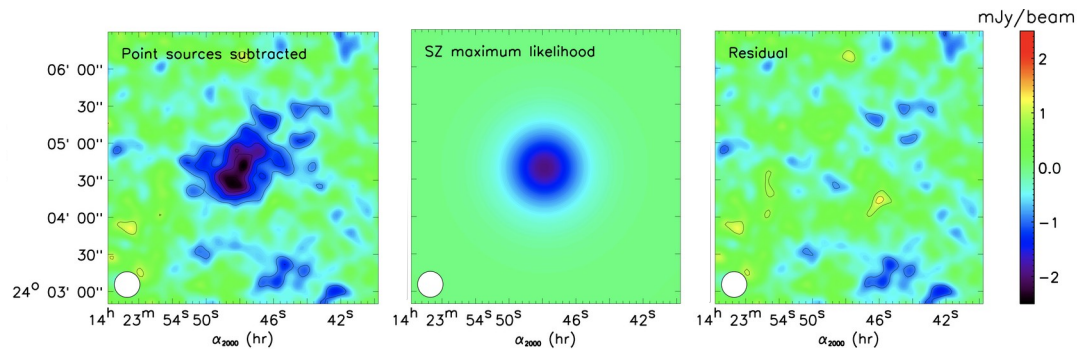 mJy/beam
Point sources subtracted
SZ maximum likelihood
Residual
06' 00"
30"
05' 00"
30"
04' 00"
30"
24° 03' 00"
14ʰ 23ᵐ 54ˢ 50ˢ 46ˢ 42ˢ
α₂₀₀₀ (hr)
14ʰ 23ᵐ 54ˢ 50ˢ 46ˢ 42ˢ
α₂₀₀₀ (hr)
14ʰ 23ᵐ 54ˢ 50ˢ 46ˢ 42ˢ
α₂₀₀₀ (hr)
2
1
0.0
−1
−2